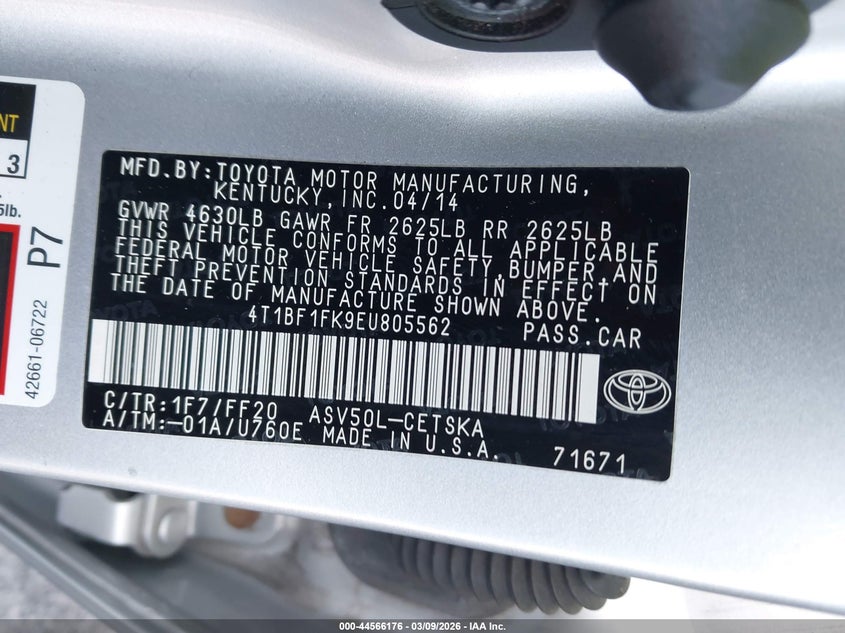 NT
3
5lb.
P7
42661-06722
MFD.BY:TOYOTA MOTOR MANUFACTURING,
KENTUCKY,INC.04/14
GVWR 4630LB GAWR FR 2625LB RR 2625LB
THIS VEHICLE CONFORMS TO ALL APPLICABLE
FEDERAL MOTOR VEHICLE SAFETY,BUMPER,AND
THEFT PREVENTION STANDARDS IN EFFECT ON
THE DATE OF MANUFACTURE SHOWN ABOVE.
4T1BF1FK9EU805562 PASS.CAR
C/TR:1F7/FF20 ASV50L-CETSKA
A/TM:-01A/U760E MADE IN U.S.A. 71671
000-44566176 - 03/09/2026 - IAA Inc.